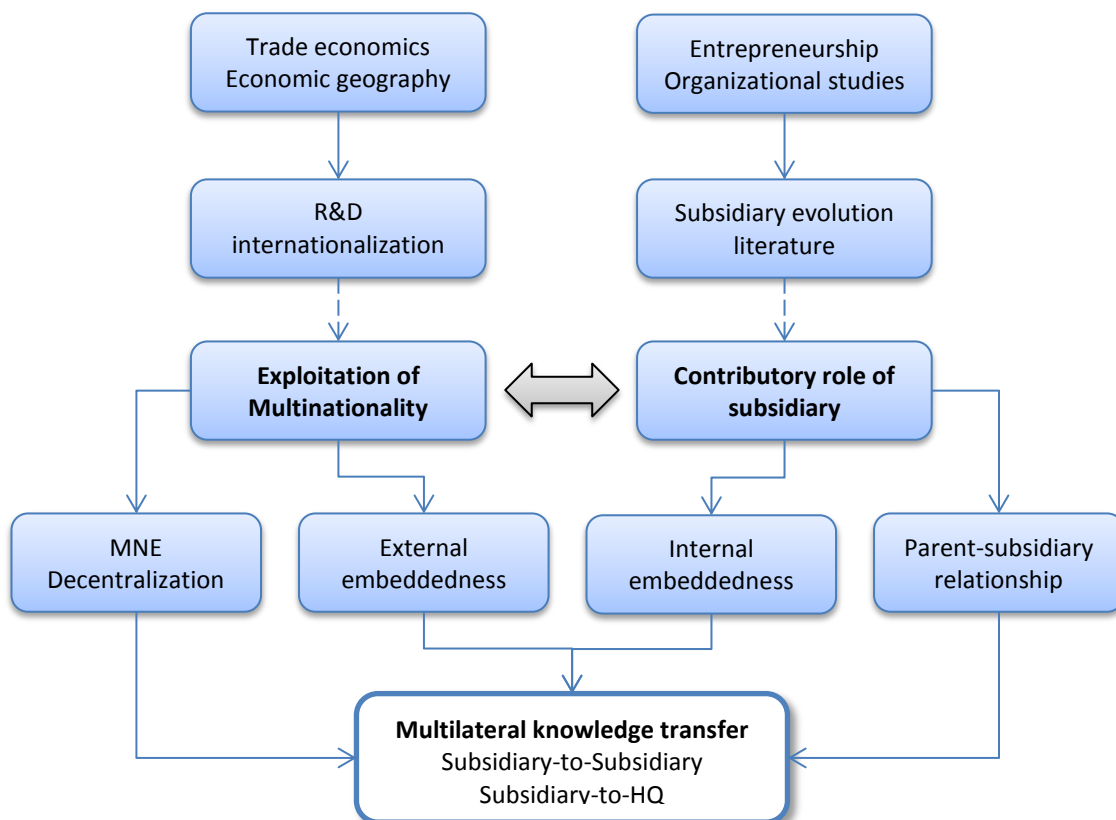 Trade economics
Economic geography
Entrepreneurship
Organizational studies
R&D
internationalization
Subsidiary evolution
literature
Exploitation of
Multinationality
Contributory role of
subsidiary
MNE
Decentralization
External
embeddedness
Internal
embeddedness
Parent-subsidiary
relationship
Multilateral knowledge transfer
Subsidiary-to-Subsidiary
Subsidiary-to-HQ